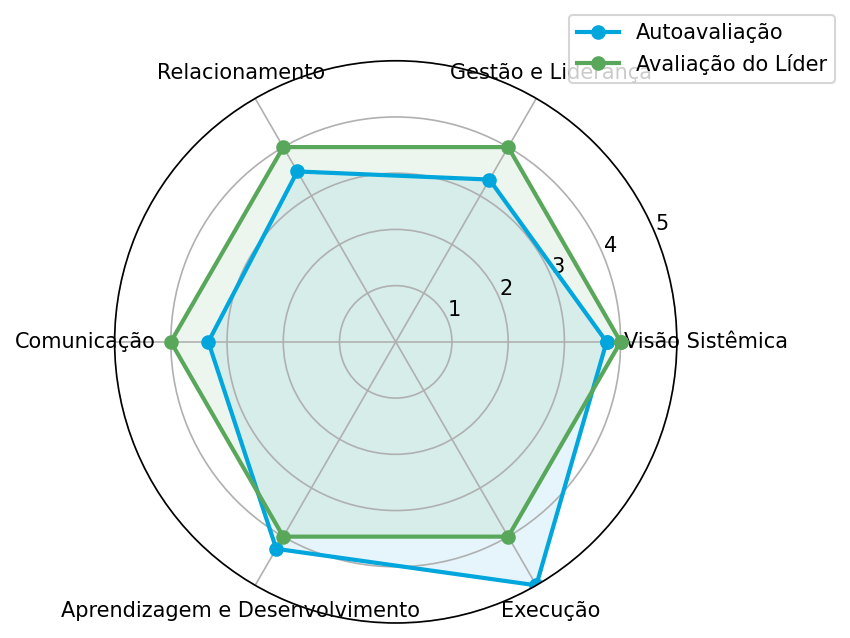 Autoavaliação
Avaliação do Líder
Relacionamento
Gestão e Liderança
5
4
3
2
1
Comunicação
Visão Sistêmica
Aprendizagem e Desenvolvimento
Execução